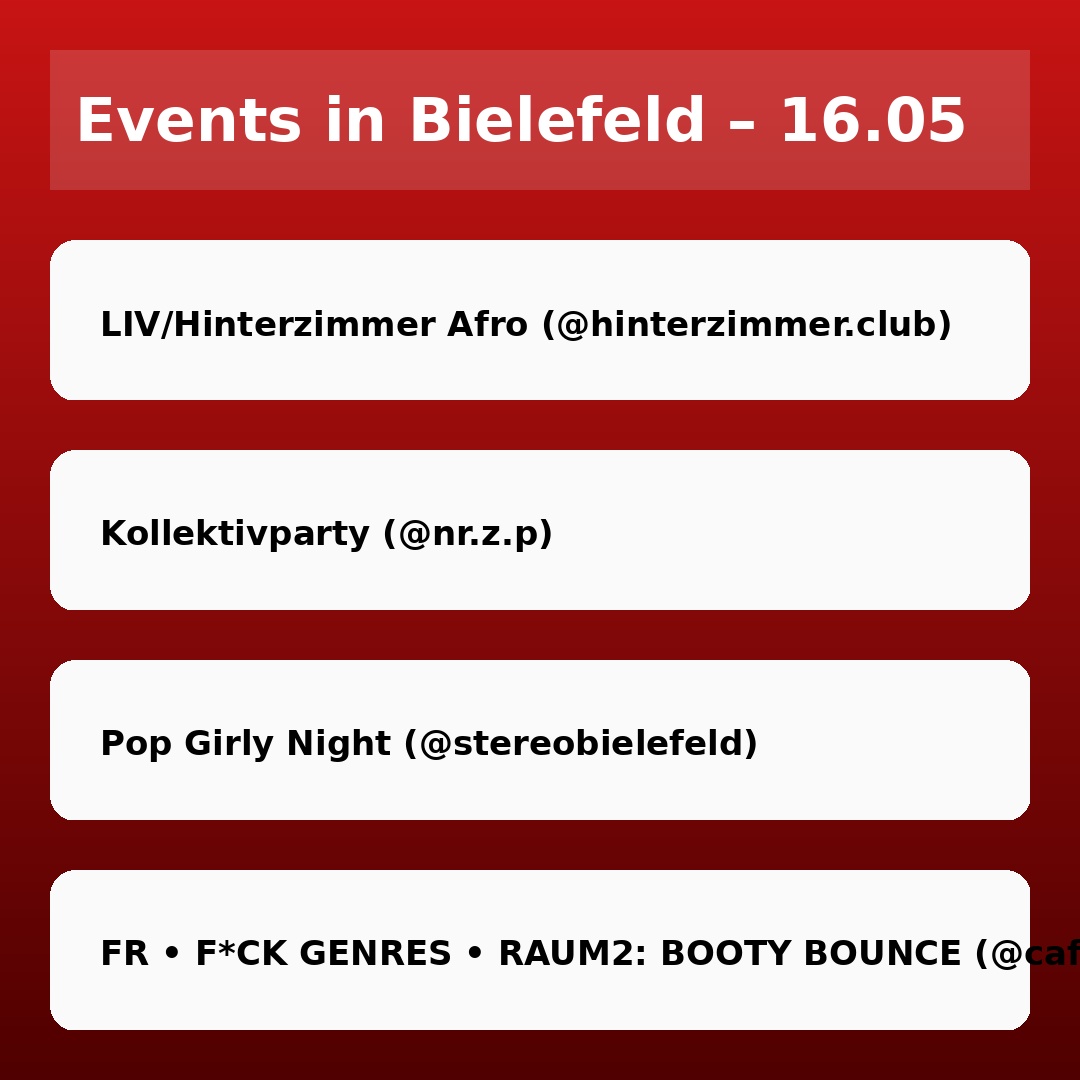 Events in Bielefeld – 16.05
LIV/Hinterzimmer Afro (@hinterzimmer.club)
Kollektivparty (@nr.z.p)
Pop Girly Night (@stereobielefeld)
FR • F*CK GENRES • RAUM2: BOOTY BOUNCE (@caf